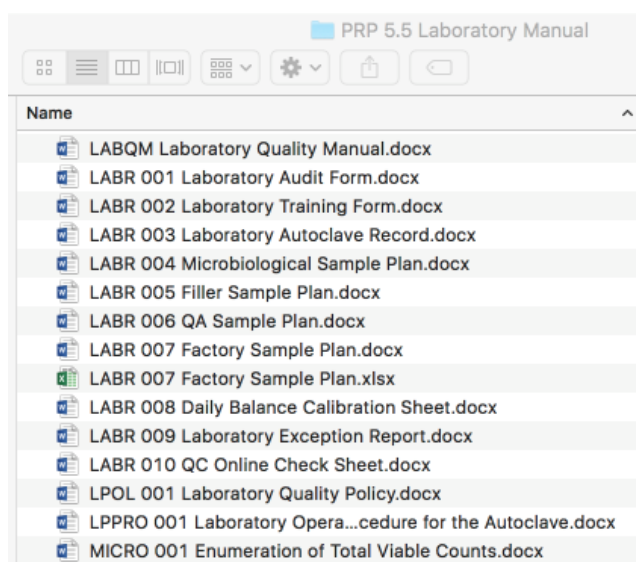 PRP 5.5 Laboratory Manual
Name
LABQM Laboratory Quality Manual.docx
LABR 001 Laboratory Audit Form.docx
LABR 002 Laboratory Training Form.docx
LABR 003 Laboratory Autoclave Record.docx
LABR 004 Microbiological Sample Plan.docx
LABR 005 Filler Sample Plan.docx
LABR 006 QA Sample Plan.docx
LABR 007 Factory Sample Plan.docx
LABR 007 Factory Sample Plan.xlsx
LABR 008 Daily Balance Calibration Sheet.docx
LABR 009 Laboratory Exception Report.docx
LABR 010 QC Online Check Sheet.docx
LPOL 001 Laboratory Quality Policy.docx
LPPRO 001 Laboratory Opera...cedure for the Autoclave.docx
MICRO 001 Enumeration of Total Viable Counts.docx